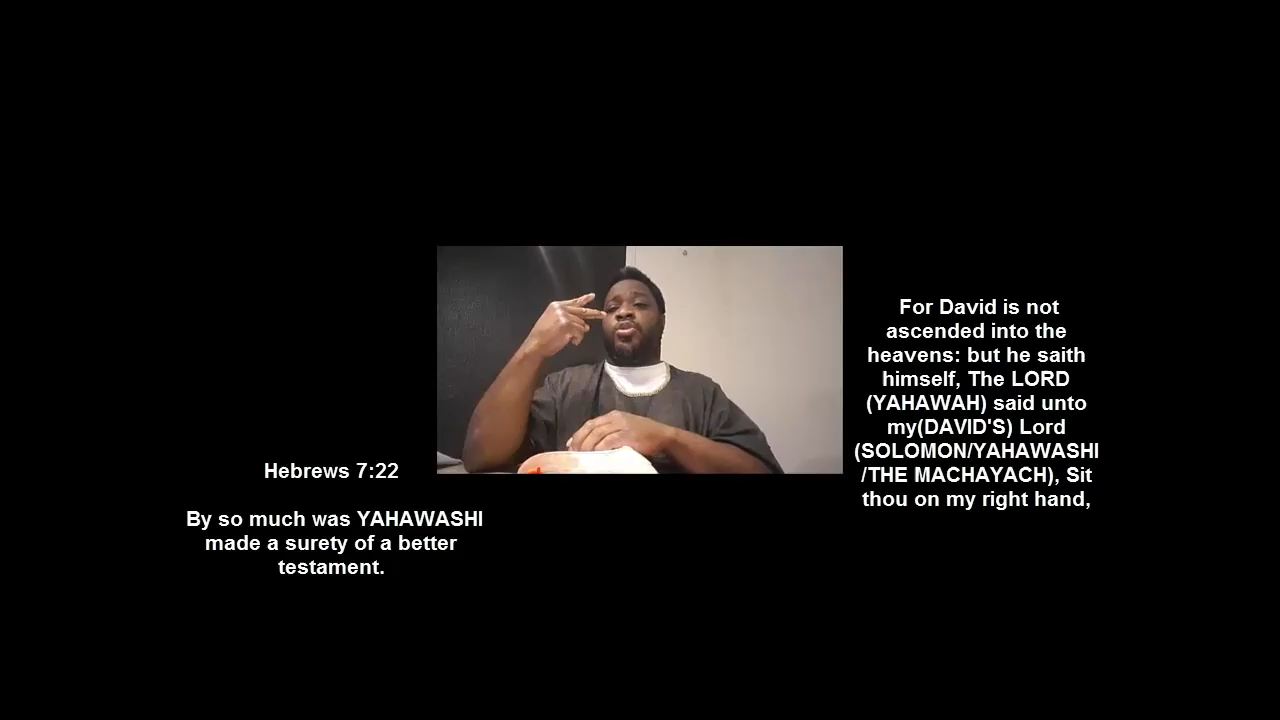 Hebrews 7:22
By so much was YAHAWASHI
made a surety of a better
testament.
For David is not
ascended into the
heavens: but he saith
himself, The LORD
(YAHAWAH) said unto
my(DAVID'S) Lord
(SOLOMON/YAHAWASHI
/THE MACHAYACH), Sit
thou on my right hand,